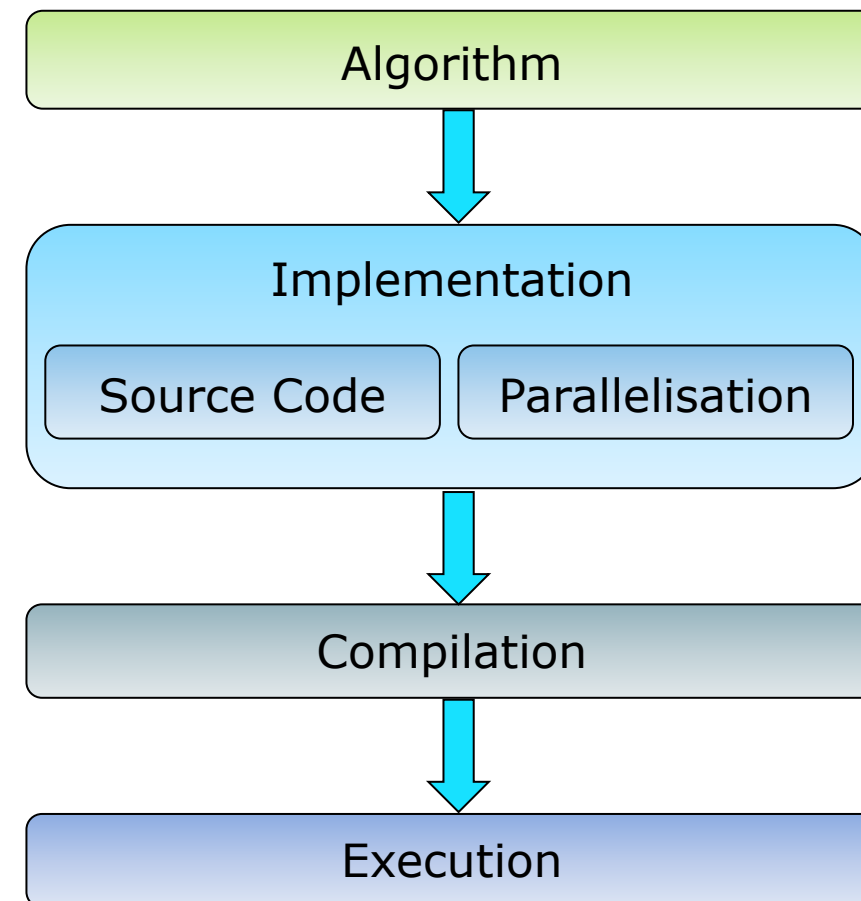 Algorithm
Implementation
Source Code
Parallelisation
Compilation
Execution